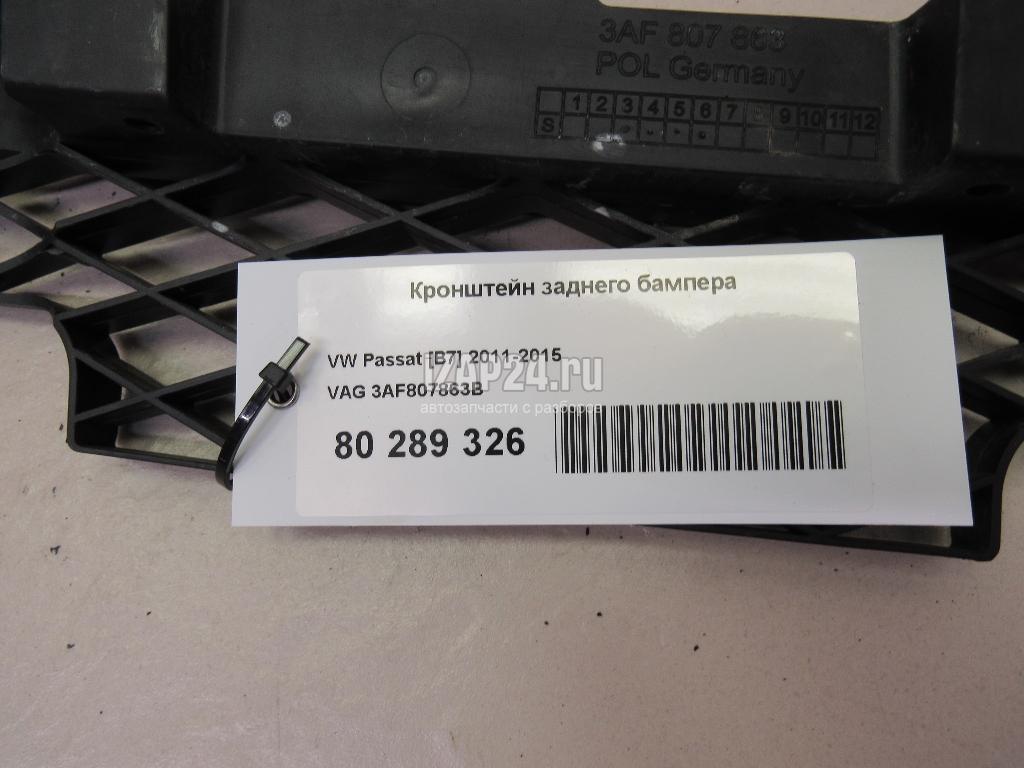 3AF 807 863
POL Germany
1 2 3 4 5 6 7 8 9 10 11 12
S
Кронштейн заднего бампера
VW Passat [B7] 2011-2015
IZAP24.ru
VAG 3AF807863B
автозапчасти с разборов
80 289 326